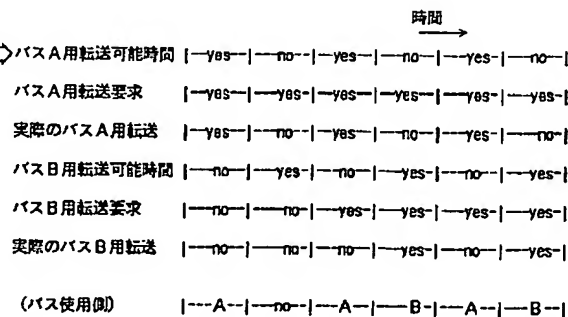 時間
バスA用転送可能時間 |—yes—|—no—|—yes—|—no—|—yes-|—no—|
バスA用転送要求 |—yes—|—yes—|—yes—|—yes—|—yes-|—yes-|
実際のバスA用転送 |—yes—|—no—|—yes—|—no—|—yes-|—no-|
バスB用転送可能時間 |—no—|—yes-|—no—|—yes-|—no—|—yes-|
バスB用転送要求 |—no—|—no—|—yes-|—yes-|—yes-|—yes-|
実際のバスB用転送 |—no—|—no-|—no—|—yes-|—no—|—yes-|
(バス使用側) |---A--|—no—|---A--|—B--|---A--|—B--|